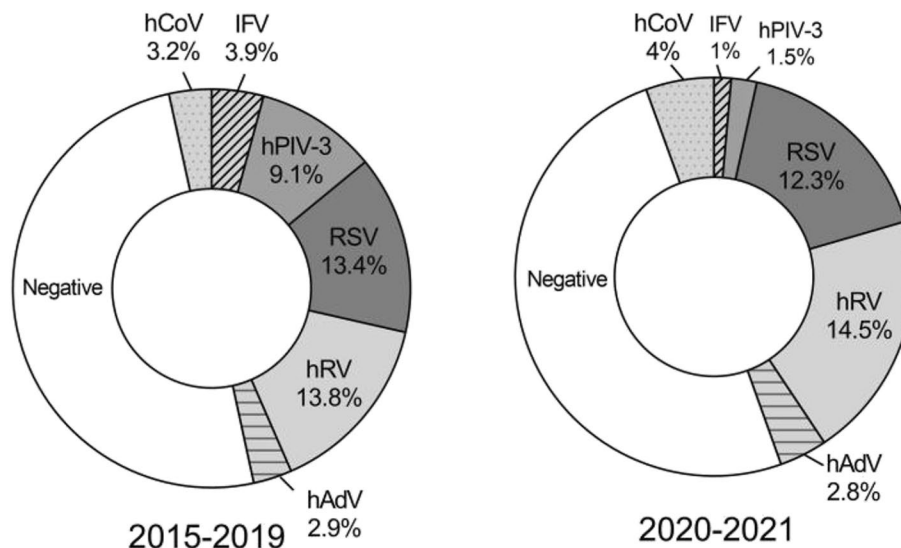 hCoV
3.2%
IFV
3.9%
hPIV-3
9.1%
RSV
13.4%
hRV
13.8%
hAdV
2.9%
Negative
2015-2019
hCoV
4%
IFV
1%
hPIV-3
1.5%
RSV
12.3%
hRV
14.5%
hAdV
2.8%
Negative
2020-2021